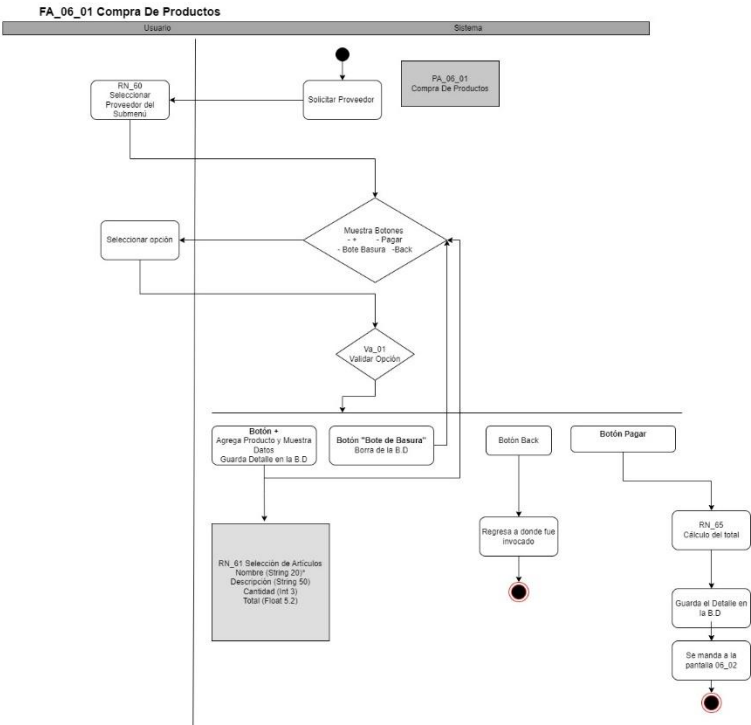 FA_06_01 Compra De Productos
Usuario
Sistema
RN_60
Seleccionar
Proveedor del
Submenú
Solicitar Proveedor
PA_06_01
Compra De Productos
Seleccionar opción
Muestra Botones
- + - Pagar
- Bote Basura -Back
Va_01
Validar Opción
Botón +
Agrega Producto y Muestra
Datos
Guarda Detalle en la B.D
Botón "Bote de Basura"
Borra de la B.D
Botón Back
Botón Pagar
RN_61 Selección de Artículos
Nombre (String 20)*
Descripción (String 50)
Cantidad (Int 3)
Total (Float 5.2)
Regresa a donde fue
invocado
RN_65
Cálculo del total
Guarda el Detalle en
la B.D
Se manda a la
pantalla 06_02